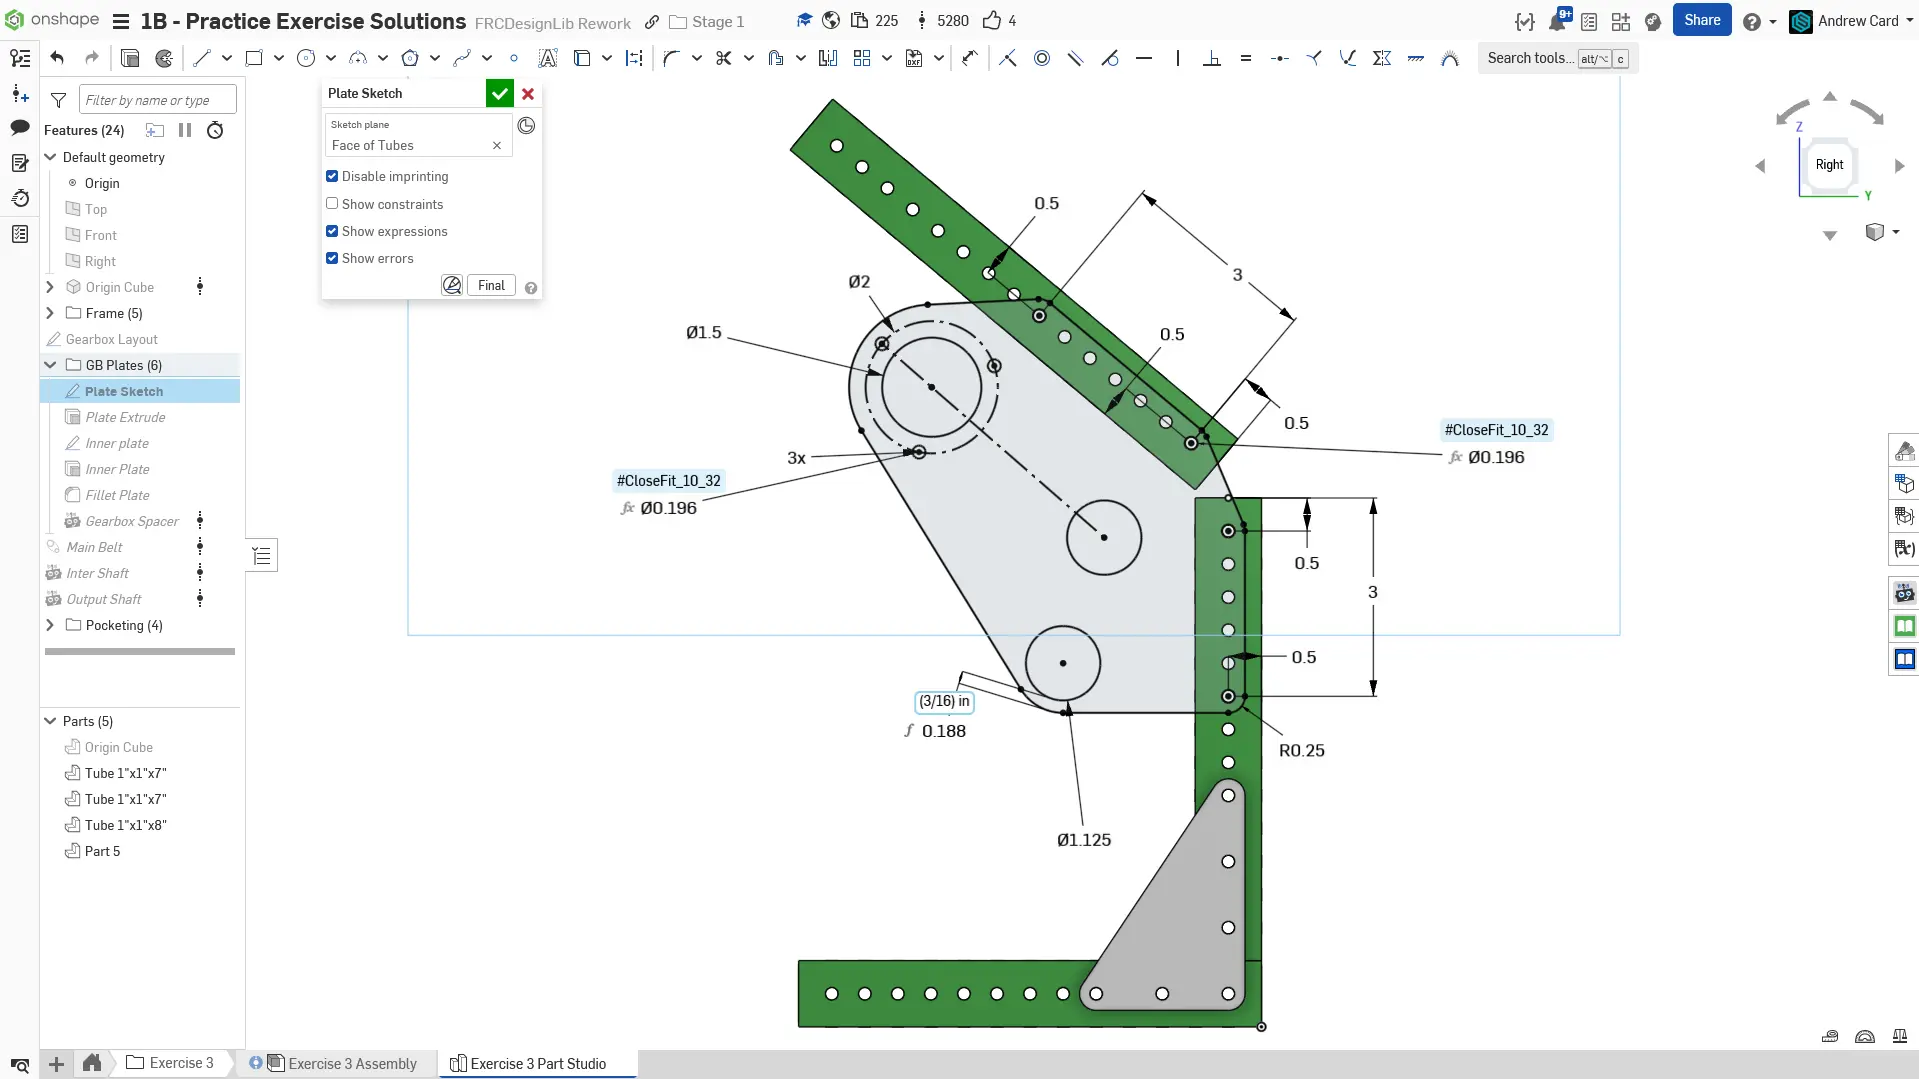 onshape
1B - Practice Exercise Solutions
FRCDesignLib Rework
Stage 1
225
5280
4
9+
Share
Andrew Card
Search tools...
alt/⌥
c
Filter by name or type
Features (24)
Default geometry
Origin
Top
Front
Right
Origin Cube
Frame (5)
Gearbox Layout
GB Plates (6)
Plate Sketch
Plate Extrude
Inner plate
Inner Plate
Fillet Plate
Gearbox Spacer
Main Belt
Inter Shaft
Output Shaft
Pocketing (4)
Parts (5)
Origin Cube
Tube 1"x1"x7"
Tube 1"x1"x7"
Tube 1"x1"x8"
Part 5
Plate Sketch
Sketch plane
Face of Tubes
Disable imprinting
Show constraints
Show expressions
Show errors
Final
0.5
3
Ø2
Ø1.5
0.5
0.5
#CloseFit_10_32
fx Ø0.196
3x
#CloseFit_10_32
fx Ø0.196
0.5
3
0.5
(3/16) in
f 0.188
R0.25
Ø1.125
Z
Right
Y
DXF
(x)
Exercise 3
Exercise 3 Assembly
Exercise 3 Part Studio